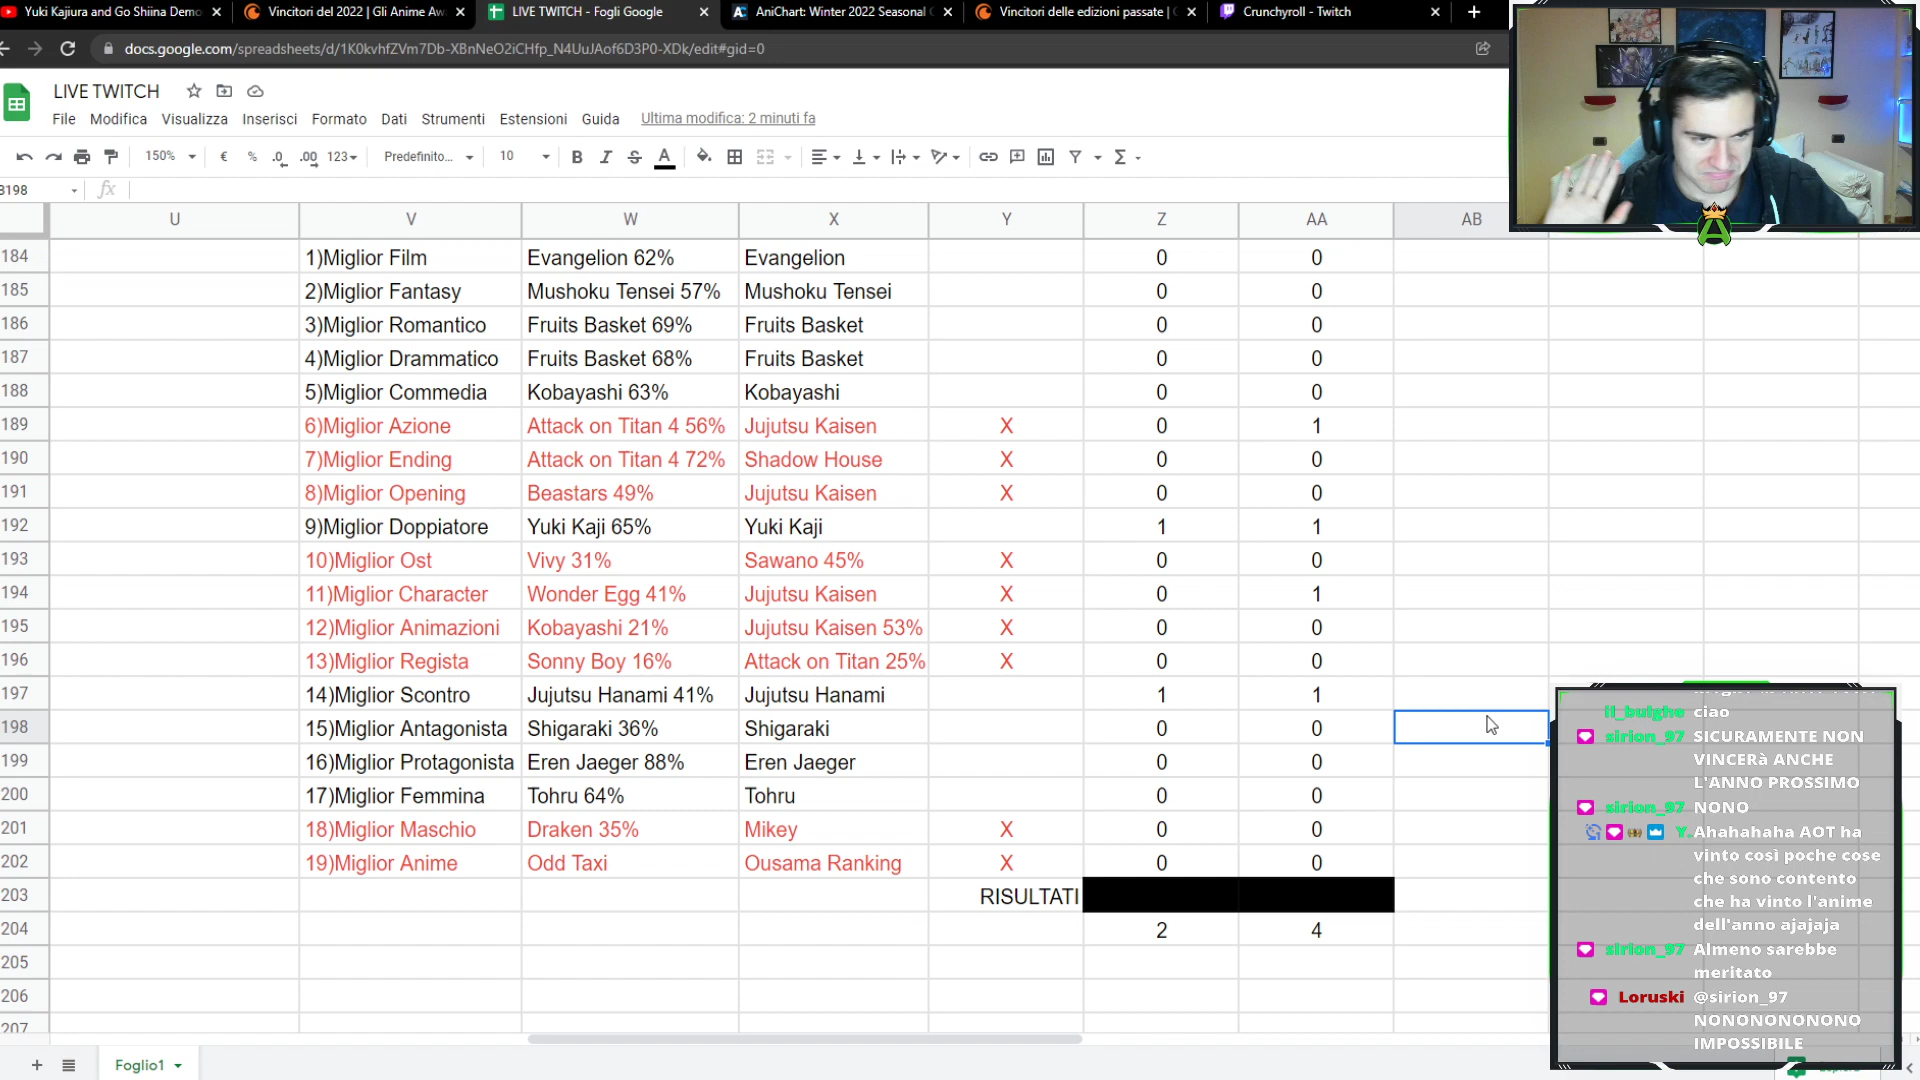 Yuki Kajiura and Go Shiina Demo
Vincitori del 2022 | Gli Anime Aw
LIVE TWITCH - Fogli Google
AniChart: Winter 2022 Seasonal
Vincitori delle edizioni passate |
Crunchyroll - Twitch
docs.google.com/spreadsheets/d/1K0kvhfZVm7Db-XBnNeO2iCHfp_N4UuJAof6D3P0-XDk/edit#gid=0
LIVE TWITCH
File Modifica Visualizza Inserisci Formato Dati Strumenti Estensioni Guida Ultima modifica: 2 minuti fa
150% € % .0 .00 123 Predefinito... 10 B I S A
B198 fx
U V W X Y Z AA AB
184 1)Miglior Film Evangelion 62% Evangelion 0 0
185 2)Miglior Fantasy Mushoku Tensei 57% Mushoku Tensei 0 0
186 3)Miglior Romantico Fruits Basket 69% Fruits Basket 0 0
187 4)Miglior Drammatico Fruits Basket 68% Fruits Basket 0 0
188 5)Miglior Commedia Kobayashi 63% Kobayashi 0 0
189 6)Miglior Azione Attack on Titan 4 56% Jujutsu Kaisen X 0 1
190 7)Miglior Ending Attack on Titan 4 72% Shadow House X 0 0
191 8)Miglior Opening Beastars 49% Jujutsu Kaisen X 0 0
192 9)Miglior Doppiatore Yuki Kaji 65% Yuki Kaji 1 1
193 10)Miglior Ost Vivy 31% Sawano 45% X 0 0
194 11)Miglior Character Wonder Egg 41% Jujutsu Kaisen X 0 1
195 12)Miglior Animazioni Kobayashi 21% Jujutsu Kaisen 53% X 0 0
196 13)Miglior Regista Sonny Boy 16% Attack on Titan 25% X 0 0
197 14)Miglior Scontro Jujutsu Hanami 41% Jujutsu Hanami 1 1
198 15)Miglior Antagonista Shigaraki 36% Shigaraki 0 0
199 16)Miglior Protagonista Eren Jaeger 88% Eren Jaeger 0 0
200 17)Miglior Femmina Tohru 64% Tohru 0 0
201 18)Miglior Maschio Draken 35% Mikey X 0 0
202 19)Miglior Anime Odd Taxi Ousama Ranking X 0 0
203 RISULTATI
204 2 4
205
206
207
Foglio1
il_bulghe ciao
sirion_97 SICURAMENTE NON
VINCERà ANCHE
L'ANNO PROSSIMO
sirion_97 NONO
Y. Ahahahaha AOT ha
vinto così poche cose
che sono contento
che ha vinto l'anime
dell'anno ajajaja
sirion_97 Almeno sarebbe
meritato
Loruski @sirion_97
NONONONONONO
IMPOSSIBILE